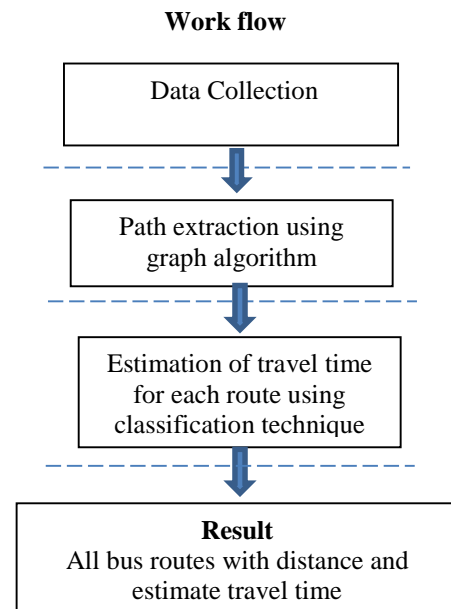 Work flow
Data Collection
Path extraction using
graph algorithm
Estimation of travel time
for each route using
classification technique
Result
All bus routes with distance and
estimate travel time